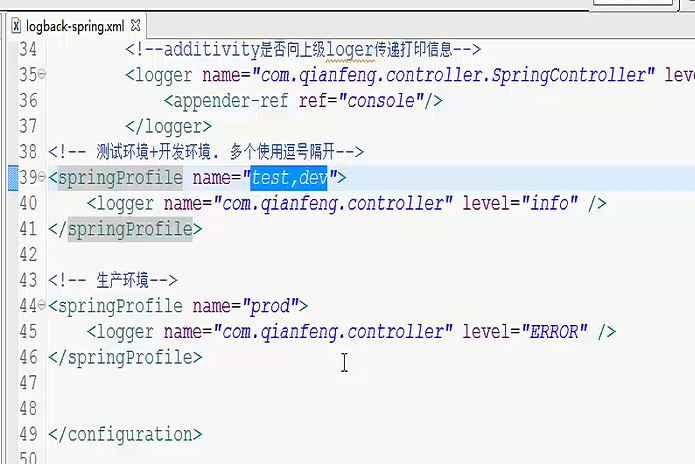 logback-spring.xml
34 <!--additivity是否向上级loger传递打印信息-->
35 <logger name="com.qianfeng.controller.SpringController" leve
36 <appender-ref ref="console"/>
37 </logger>
38 <!-- 测试环境+开发环境. 多个使用逗号隔开-->
39 <springProfile name="test,dev">
40 <logger name="com.qianfeng.controller" level="info" />
41 </springProfile>
42
43 <!-- 生产环境-->
44 <springProfile name="prod">
45 <logger name="com.qianfeng.controller" level="ERROR" />
46 </springProfile>
47
48
49 </configuration>
50